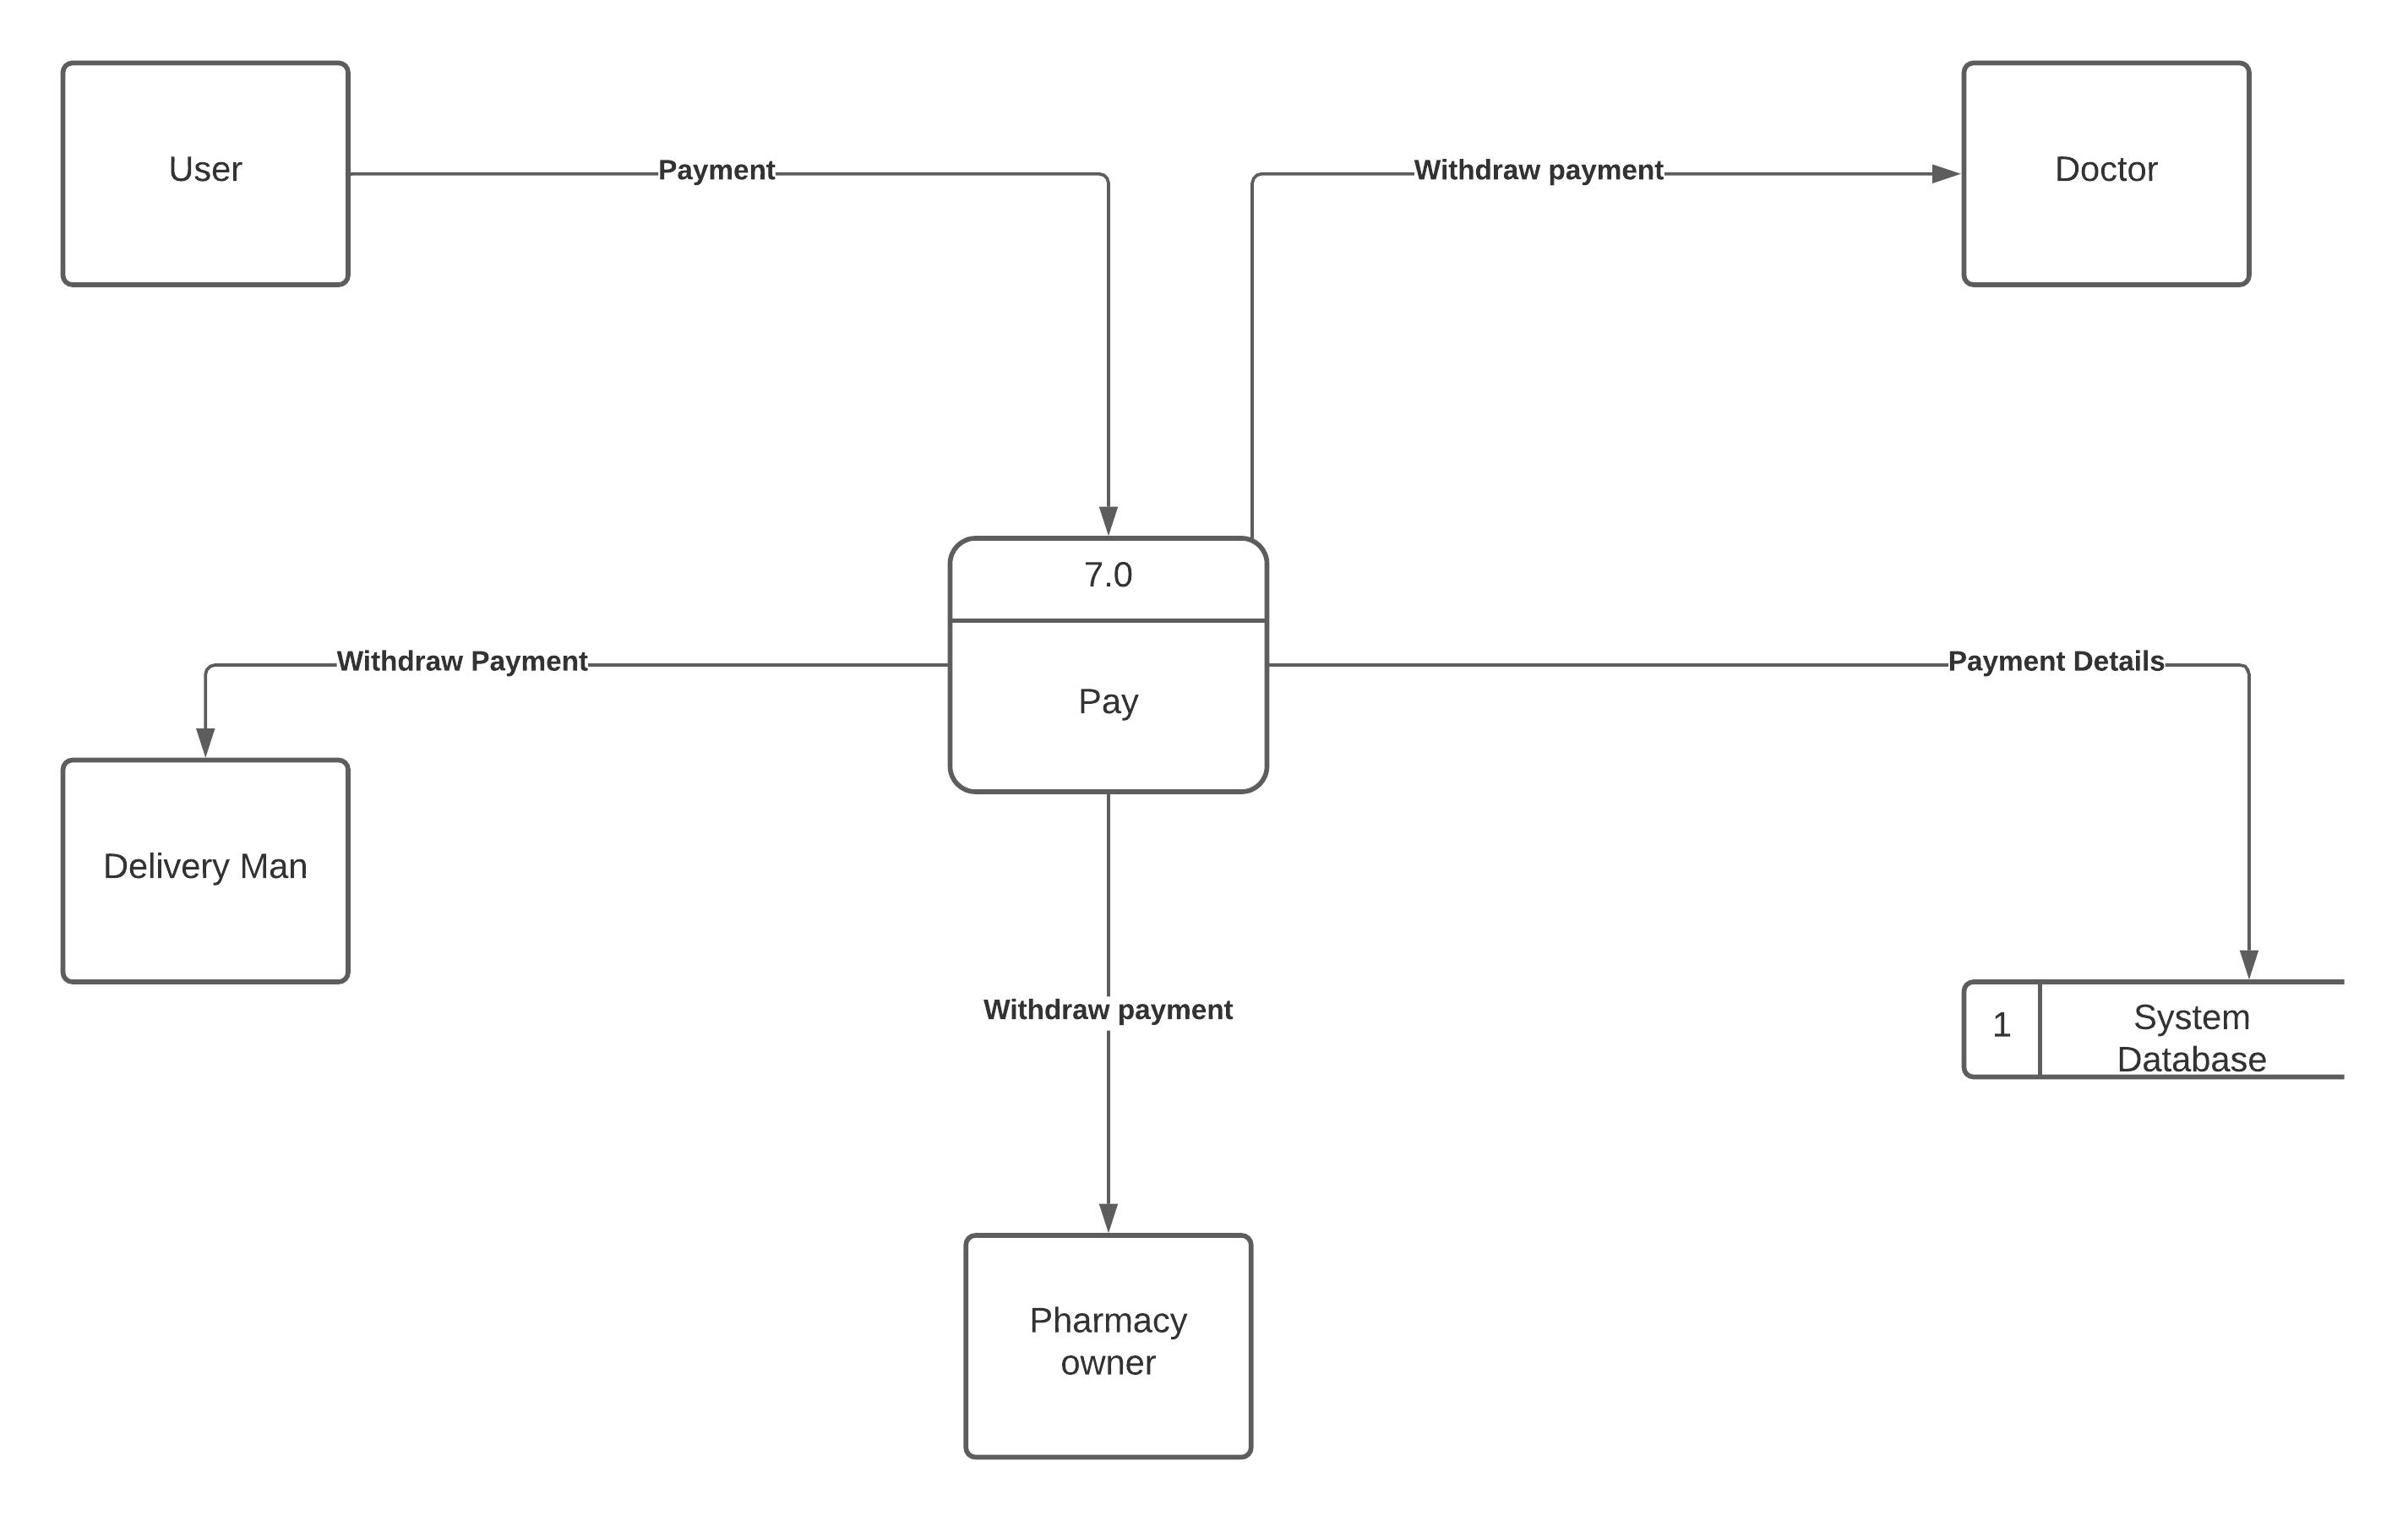 User
Payment
Withdraw payment
Doctor
7.0
Pay
Withdraw Payment
Payment Details
Delivery Man
Withdraw payment
1
System
Database
Pharmacy
owner